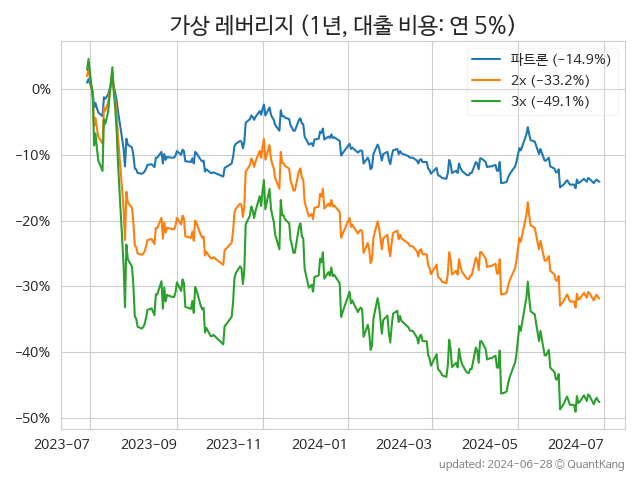 가상 레버리지 (1년, 대출 비용: 연 5%)
파트론 (−14.9%)
2x (−33.2%)
3x (−49.1%)
0%
−10%
−20%
−30%
−40%
−50%
2023-07
2023-09
2023-11
2024-01
2024-03
2024-05
2024-07
updated: 2024-06-28 © QuantKang